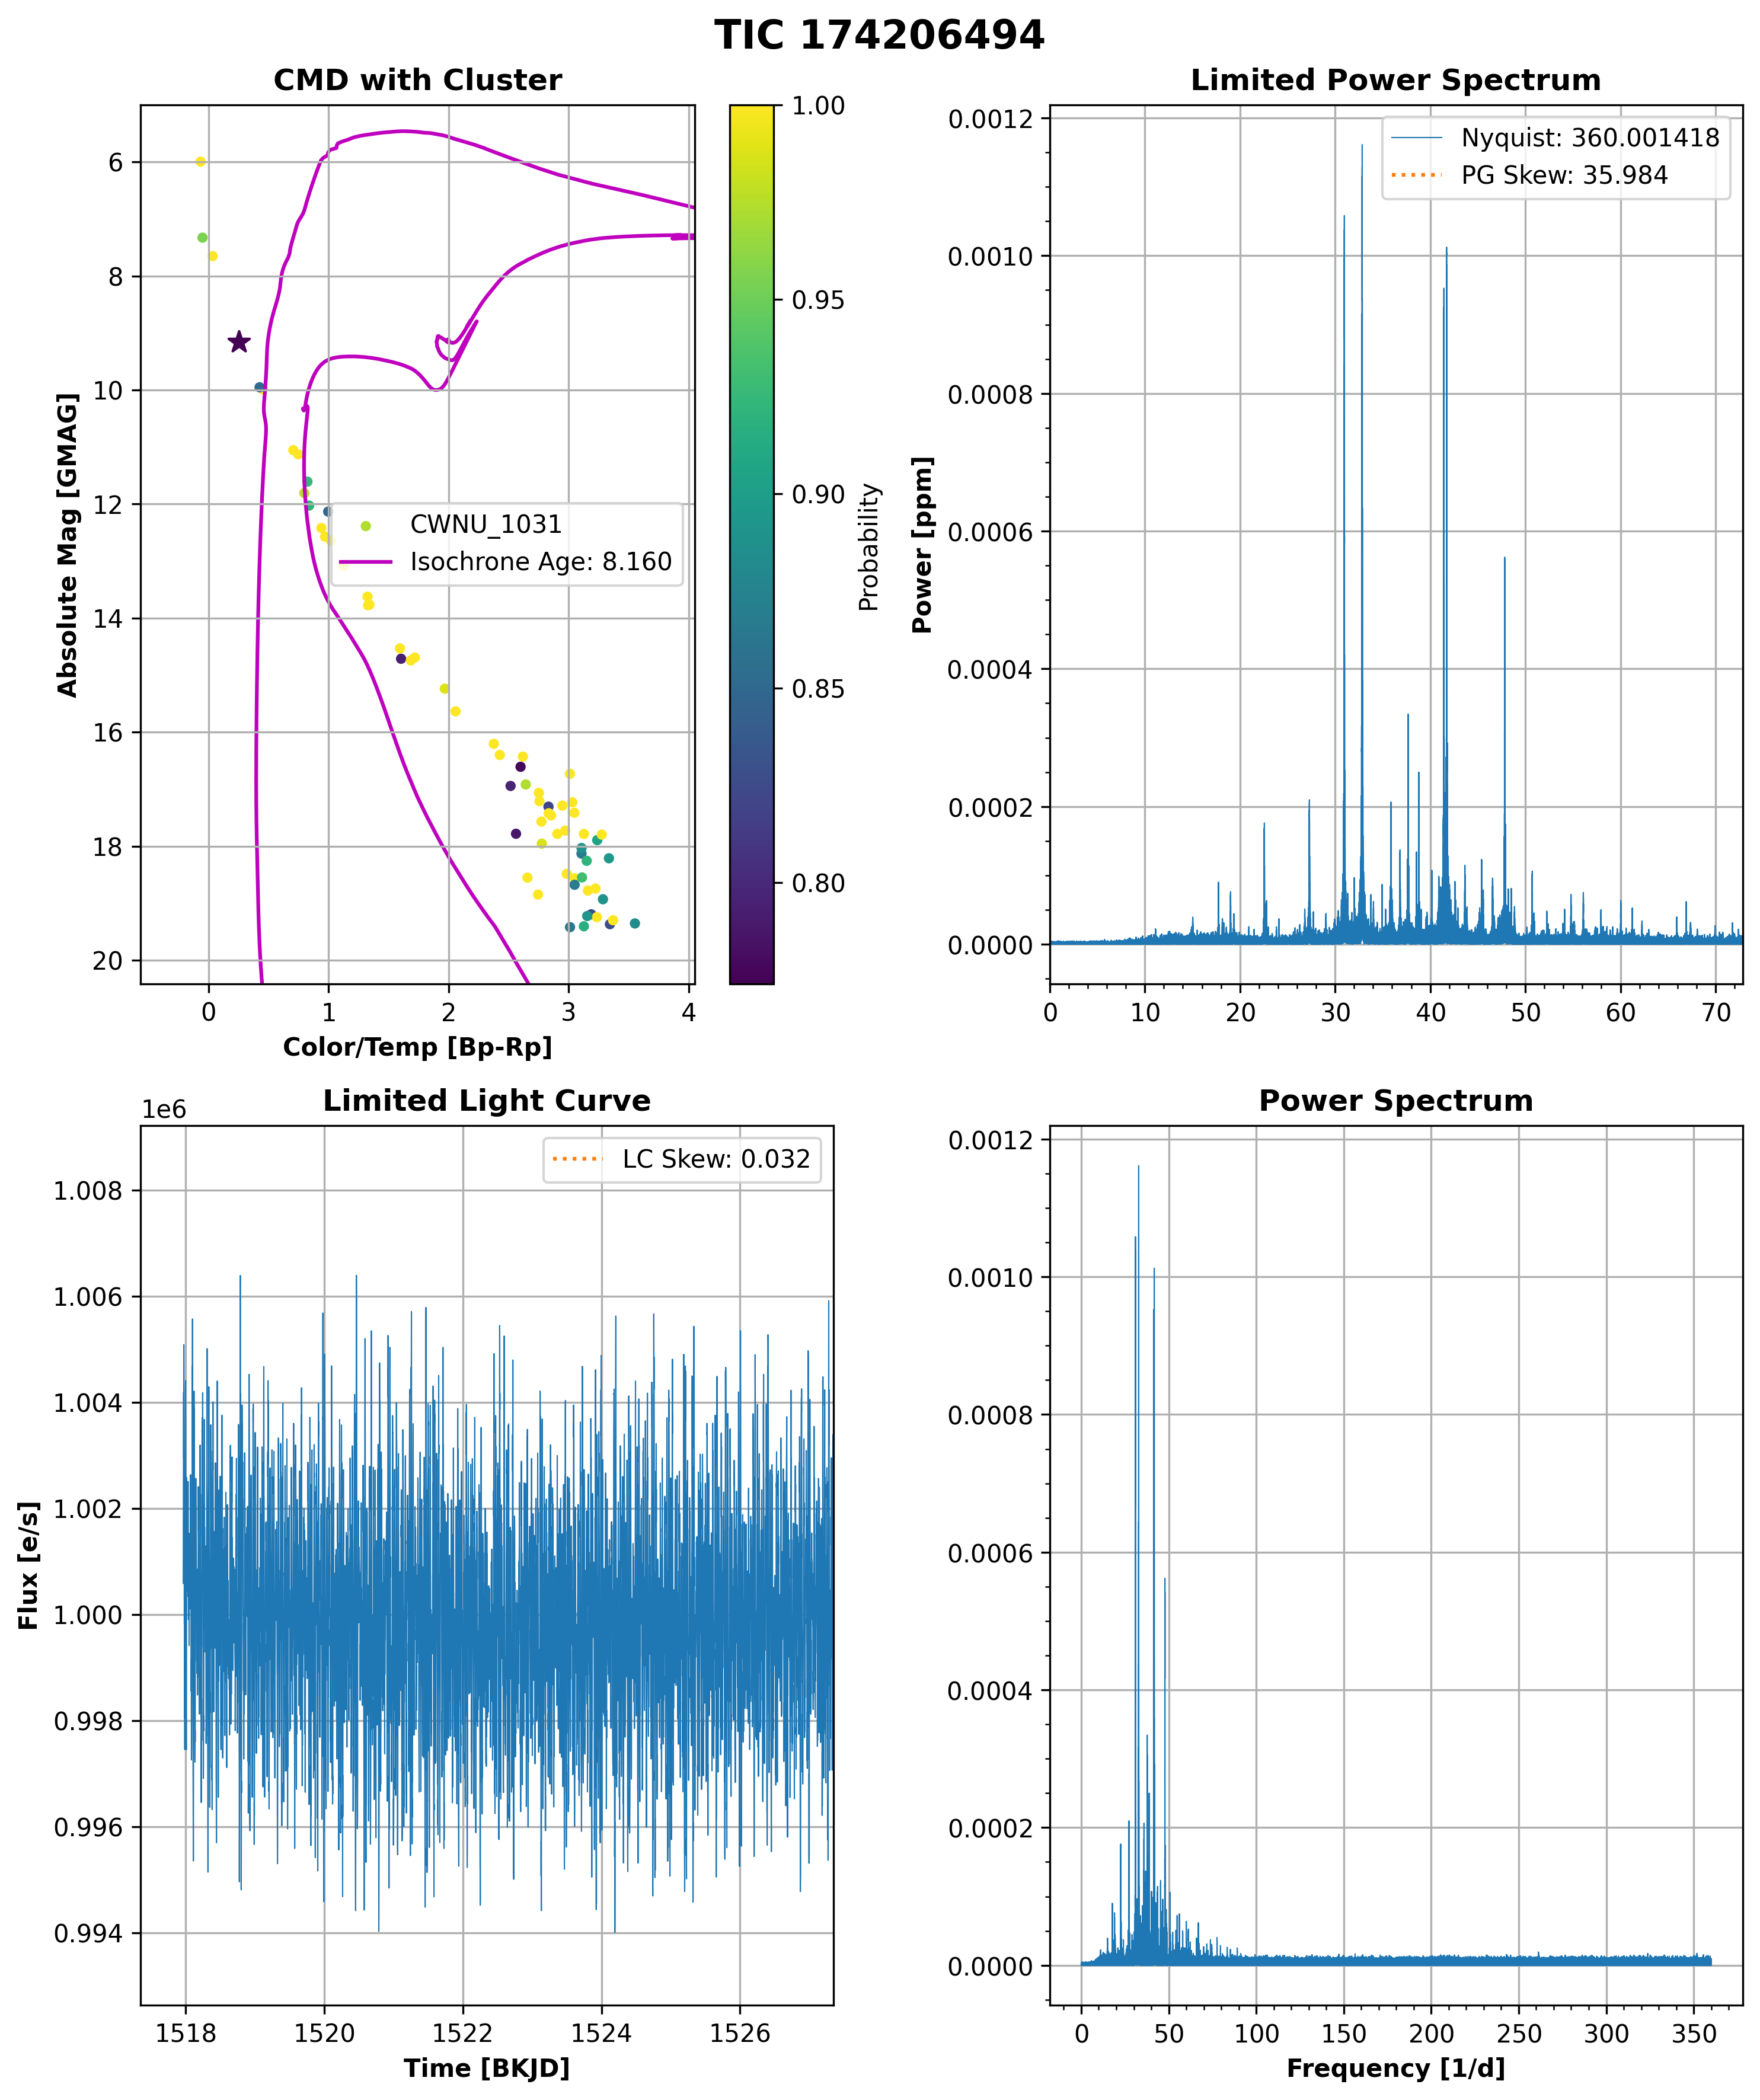 TIC 174206494
CMD with Cluster
6
8
10
12
14
16
18
20
Absolute Mag [GMAG]
0 1 2 3 4
Color/Temp [Bp-Rp]
CWNU_1031
Isochrone Age: 8.160
1.00
0.95
0.90
0.85
0.80
Probability
Limited Power Spectrum
0.0012
0.0010
0.0008
0.0006
0.0004
0.0002
0.0000
Power [ppm]
0 10 20 30 40 50 60 70
Nyquist: 360.001418
PG Skew: 35.984
Limited Light Curve
1e6
1.008
1.006
1.004
1.002
1.000
0.998
0.996
0.994
Flux [e/s]
1518 1520 1522 1524 1526
Time [BKJD]
LC Skew: 0.032
Power Spectrum
0.0012
0.0010
0.0008
0.0006
0.0004
0.0002
0.0000
0 50 100 150 200 250 300 350
Frequency [1/d]